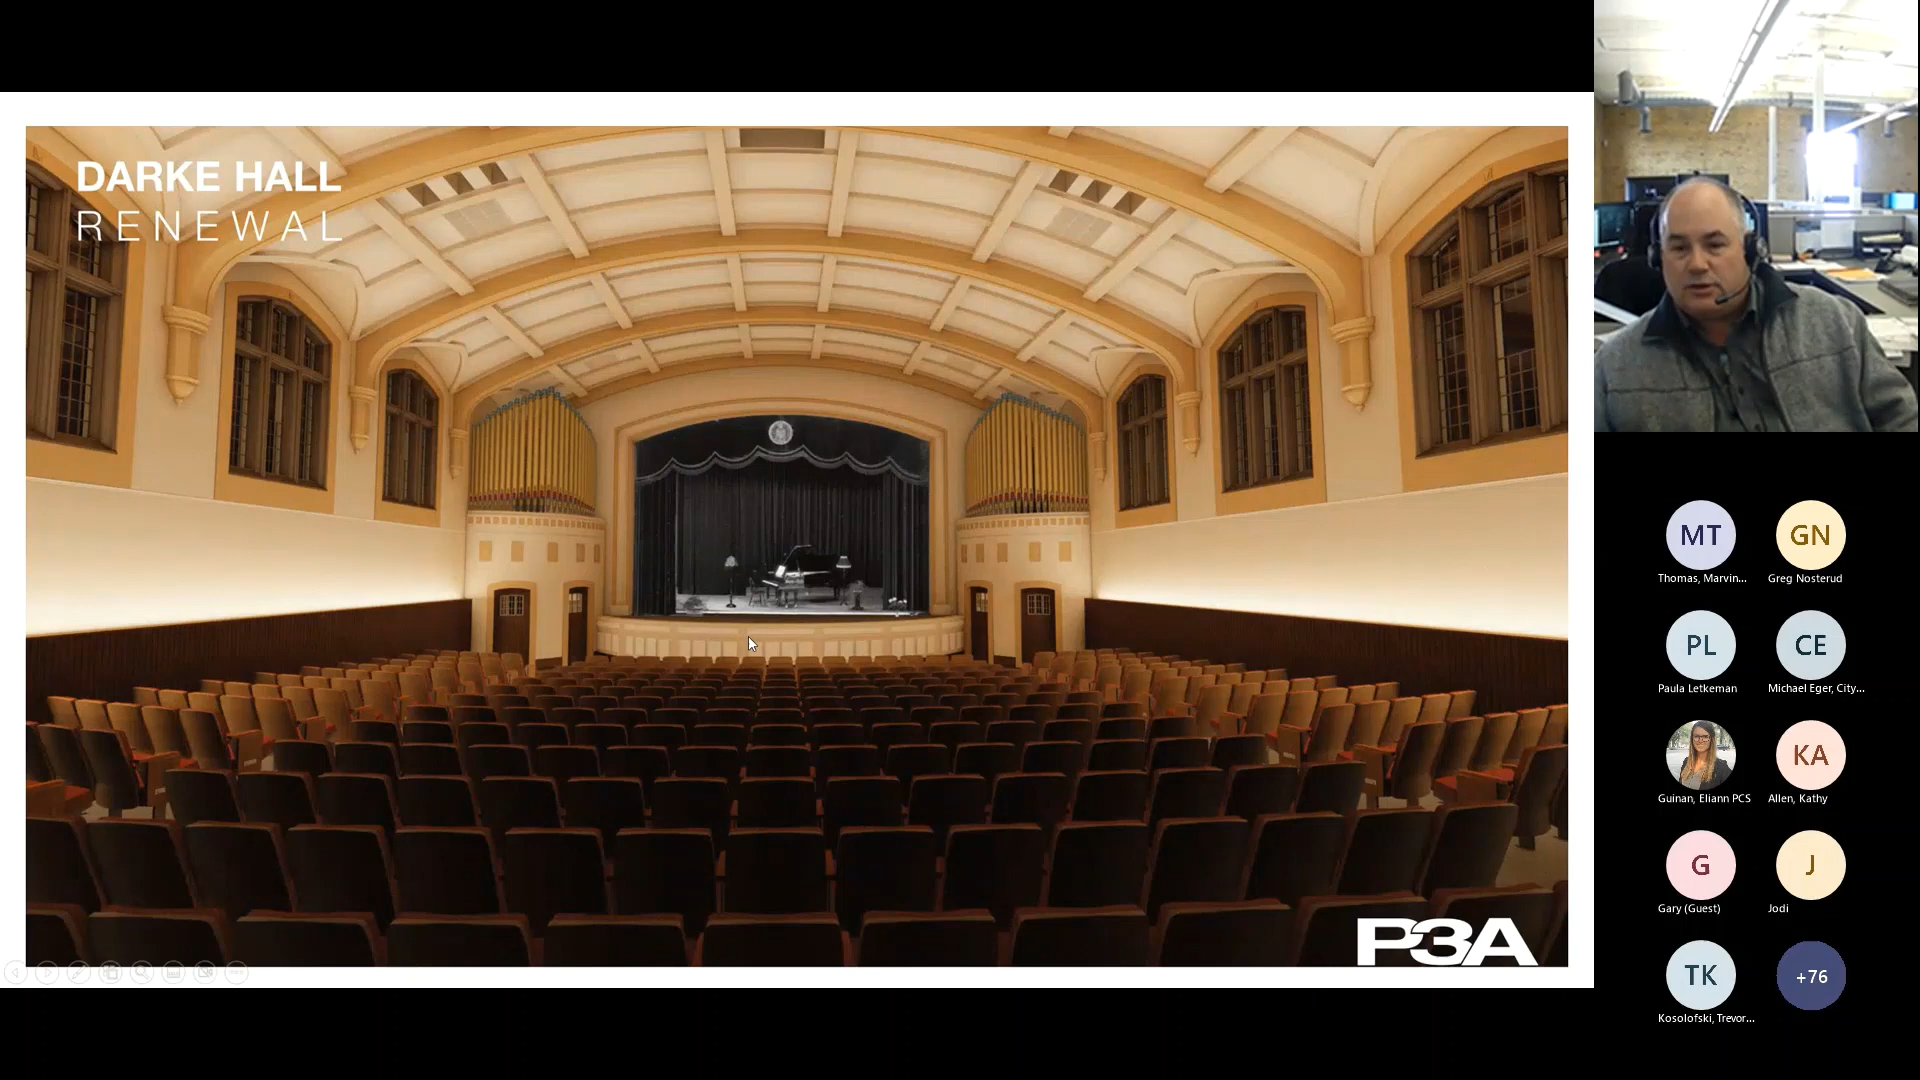 DARKE HALL
RENEWAL
P3A
MT
Thomas, Marvin...
GN
Greg Nosterud
PL
Paula Letkeman
CE
Michael Eger, City...
Guinan, Eliann PCS
KA
Allen, Kathy
G
Gary (Guest)
J
Jodi
TK
Kosolofski, Trevor...
+76